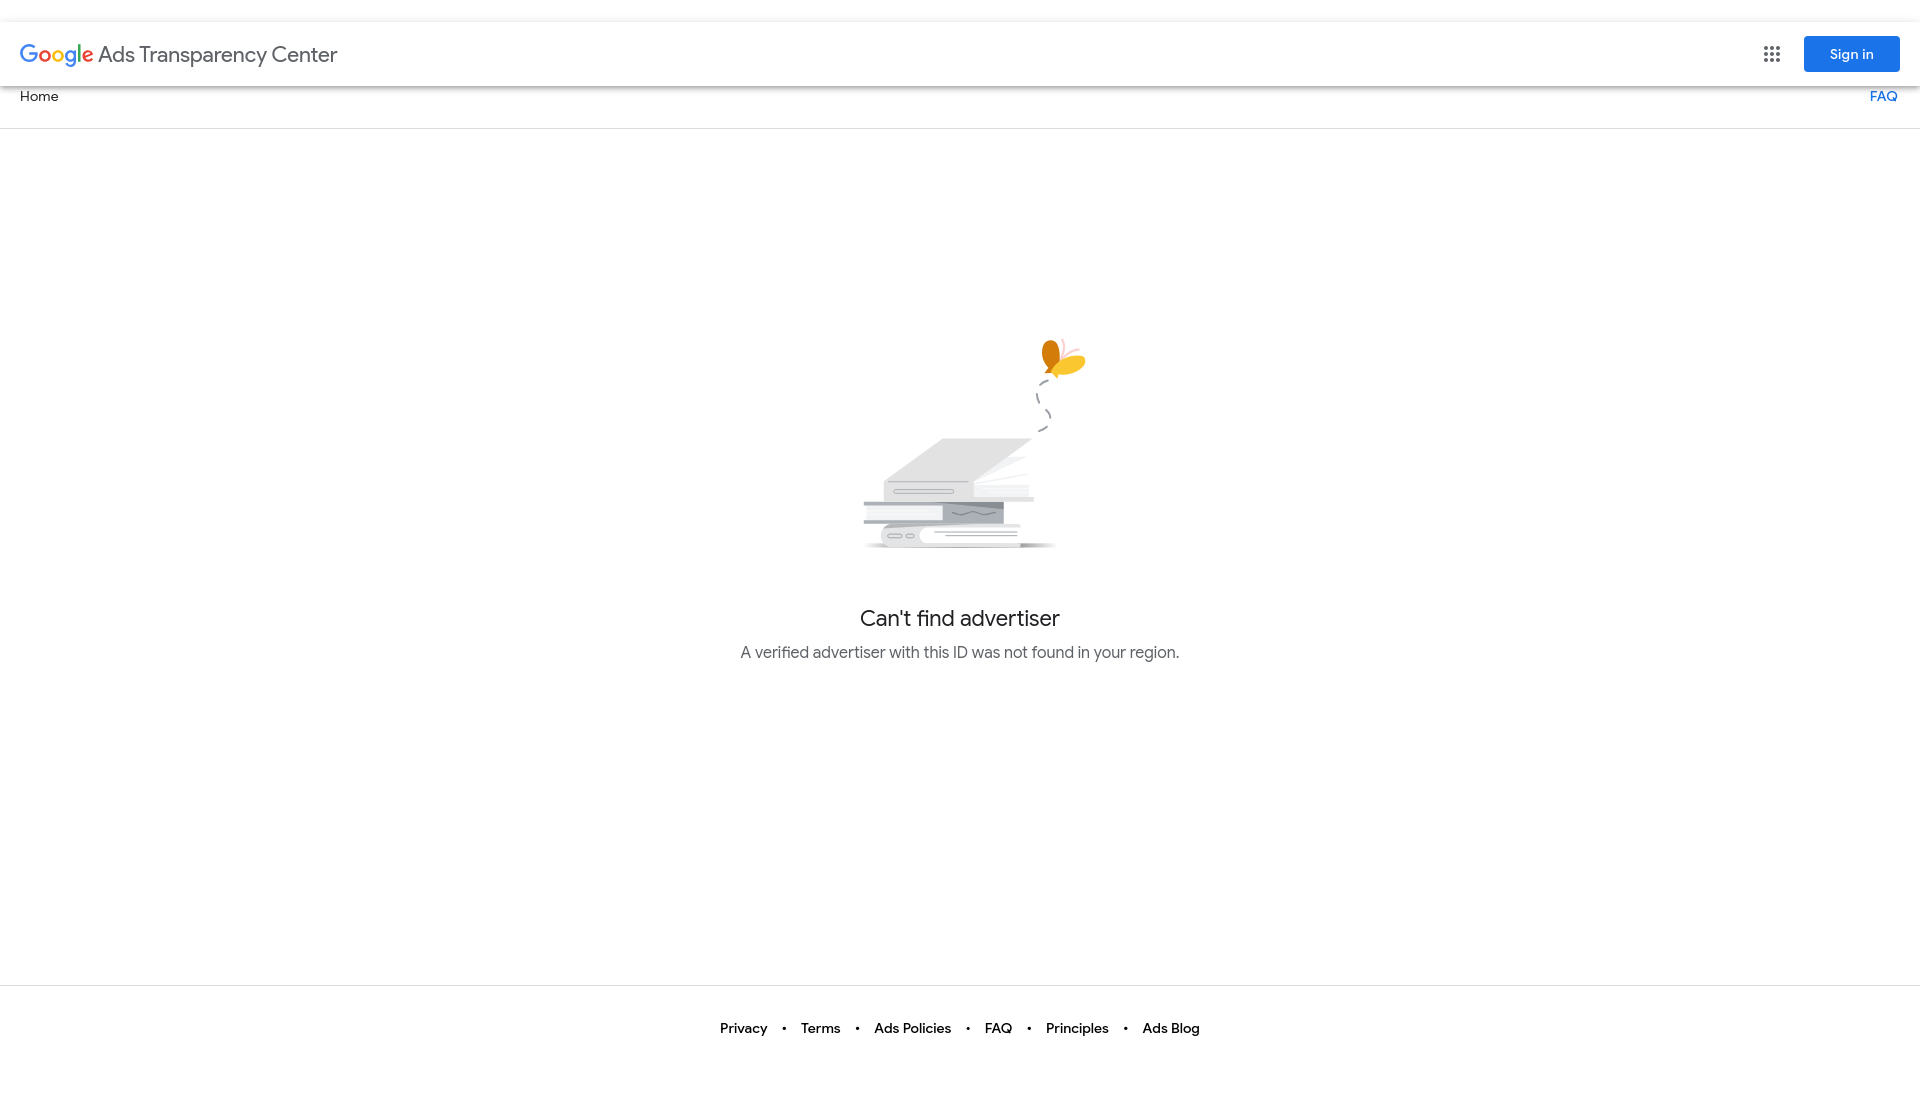 Google Ads Transparency Center
Sign in
Home
FAQ
Can't find advertiser
A verified advertiser with this ID was not found in your region.
Privacy • Terms • Ads Policies • FAQ • Principles • Ads Blog